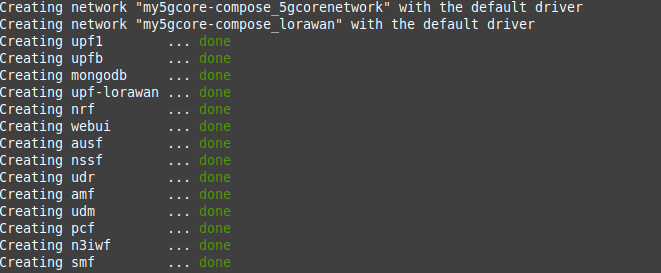 Creating network "my5gcore-compose_5gcorenetwork" with the default driver
Creating network "my5gcore-compose_lorawan" with the default driver
Creating upf1        ... done
Creating upfb        ... done
Creating mongodb     ... done
Creating upf-lorawan ... done
Creating nrf         ... done
Creating webui       ... done
Creating ausf        ... done
Creating nssf        ... done
Creating udr         ... done
Creating amf         ... done
Creating udm         ... done
Creating pcf         ... done
Creating n3iwf       ... done
Creating smf         ... done